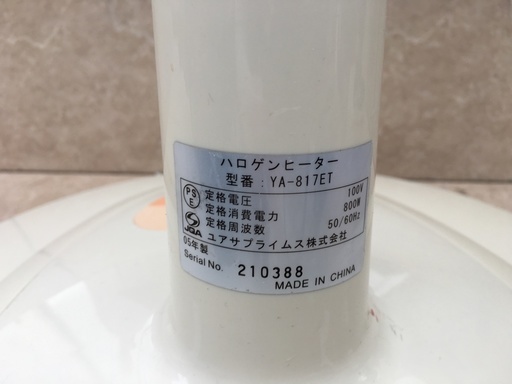 ハロゲンヒーター
型番：YA-817ET
PSE 定格電圧 100V
定格消費電力 800W
定格周波数 50/60Hz
JQA ユアサプライムス株式会社
05年製
Serial No. 210388
MADE IN CHINA